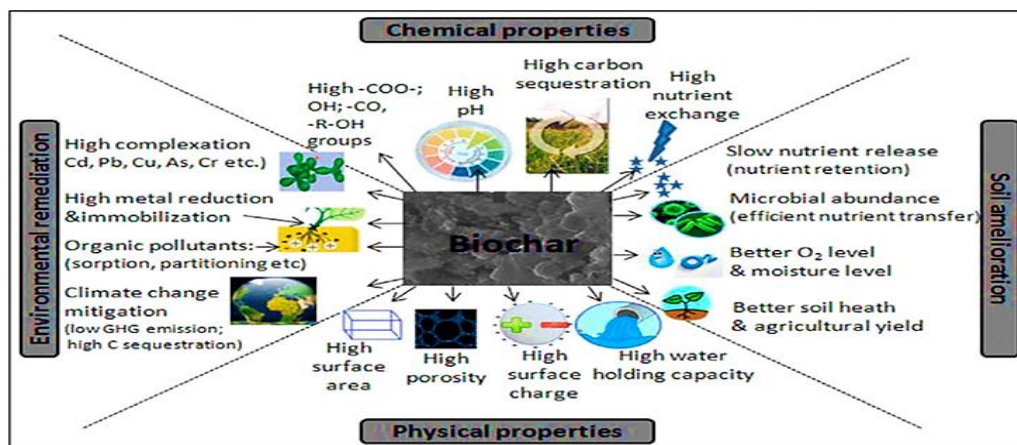 Chemical properties
High -COO-;
OH; -CO,
-R-OH
groups
High
pH
High carbon
sequestration
High
nutrient
exchange
Environmental remediation
High complexation
Cd, Pb, Cu, As, Cr etc.)
High metal reduction
&immobilization
Organic pollutants:
(sorption, partitioning etc)
Climate change
mitigation
(low GHG emission;
high C sequestration)
Biochar
Slow nutrient release
(nutrient retention)
Microbial abundance
(efficient nutrient transfer)
Better O₂ level
& moisture level
Better soil heath
& agricultural yield
Soil amelioration
High
surface
area
High
porosity
High
surface
charge
High water
holding capacity
Physical properties